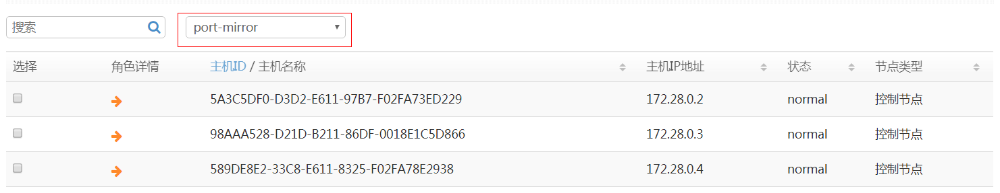 搜索 port-mirror
选择 角色详情 主机ID / 主机名称 主机IP地址 状态 节点类型
5A3C5DF0-D3D2-E611-97B7-F02FA73ED229 172.28.0.2 normal 控制节点
98AAA528-D21D-B211-86DF-0018E1C5D866 172.28.0.3 normal 控制节点
589DE8E2-33C8-E611-8325-F02FA78E2938 172.28.0.4 normal 控制节点